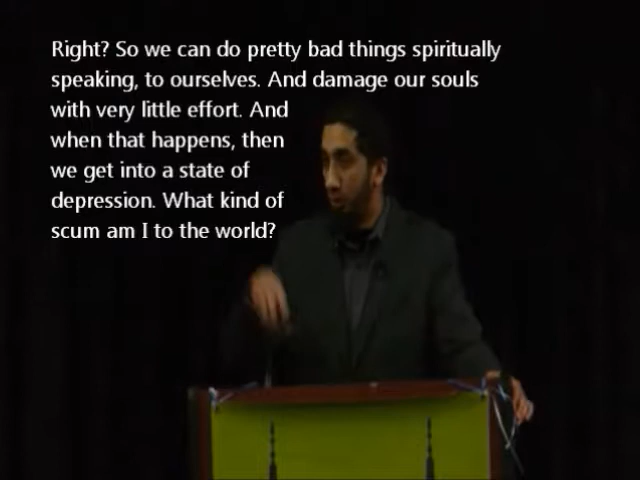 Right? So we can do pretty bad things spiritually
speaking, to ourselves. And damage our souls
with very little effort. And
when that happens, then
we get into a state of
depression. What kind of
scum am I to the world?